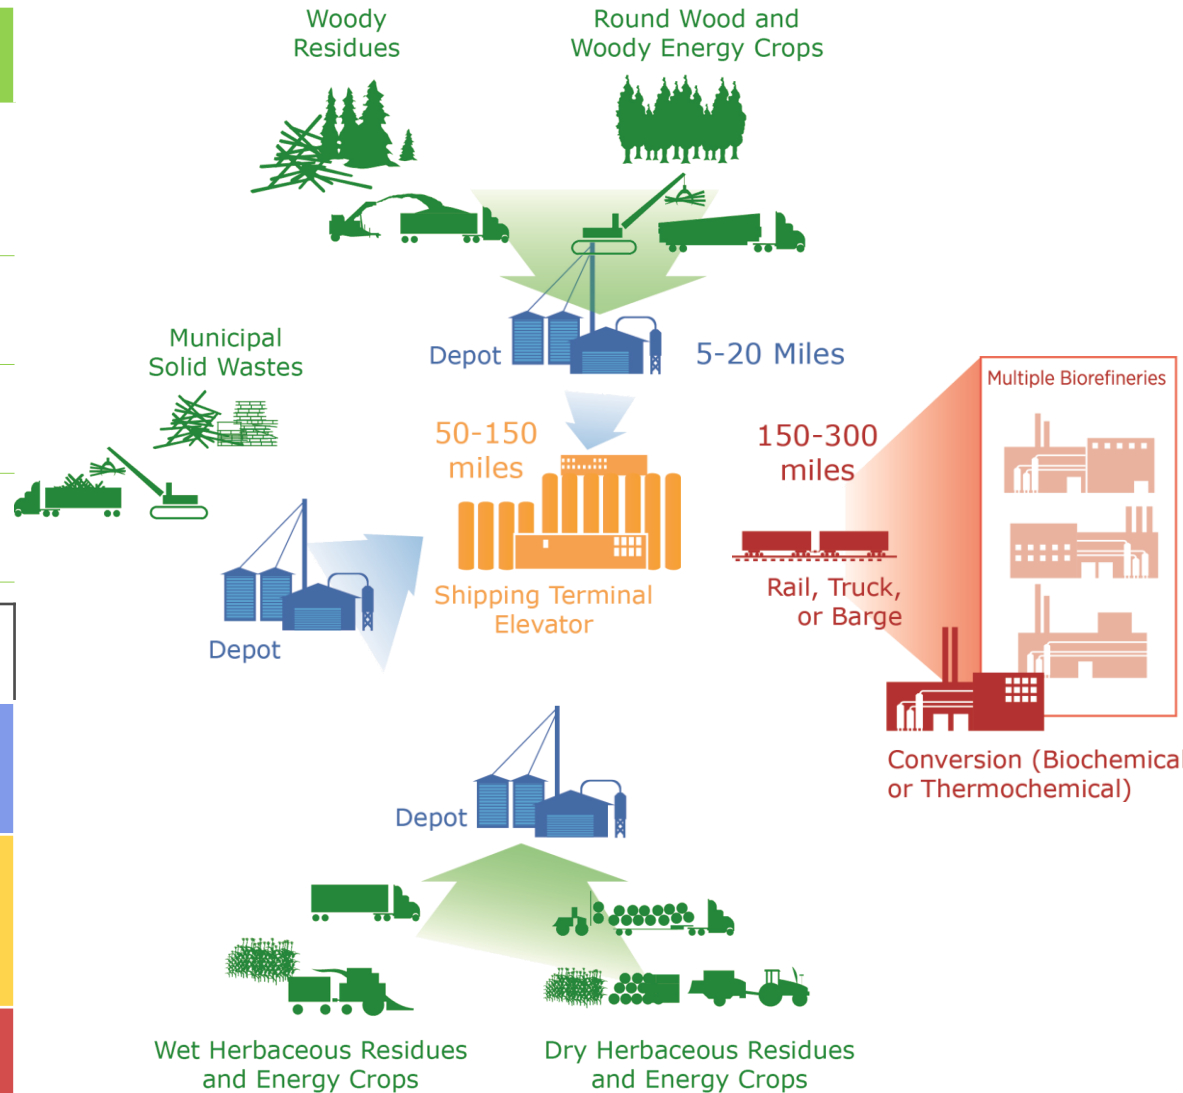 Woody
Residues
Round Wood and
Woody Energy Crops
Municipal
Solid Wastes
Depot
5-20 Miles
50-150
miles
150-300
miles
Multiple Biorefineries
Shipping Terminal
Elevator
Rail, Truck,
or Barge
Depot
Conversion (Biochemical
or Thermochemical)
Depot
Wet Herbaceous Residues
and Energy Crops
Dry Herbaceous Residues
and Energy Crops